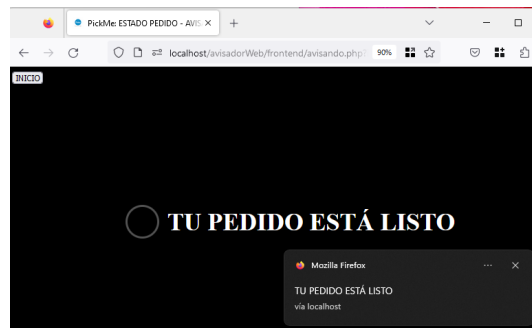 PickMe: ESTADO PEDIDO - AVIS
localhost/avisadorWeb/frontend/avisando.php?
90%
INICIO
TU PEDIDO ESTÁ LISTO
Mozilla Firefox
TU PEDIDO ESTÁ LISTO
vía localhost